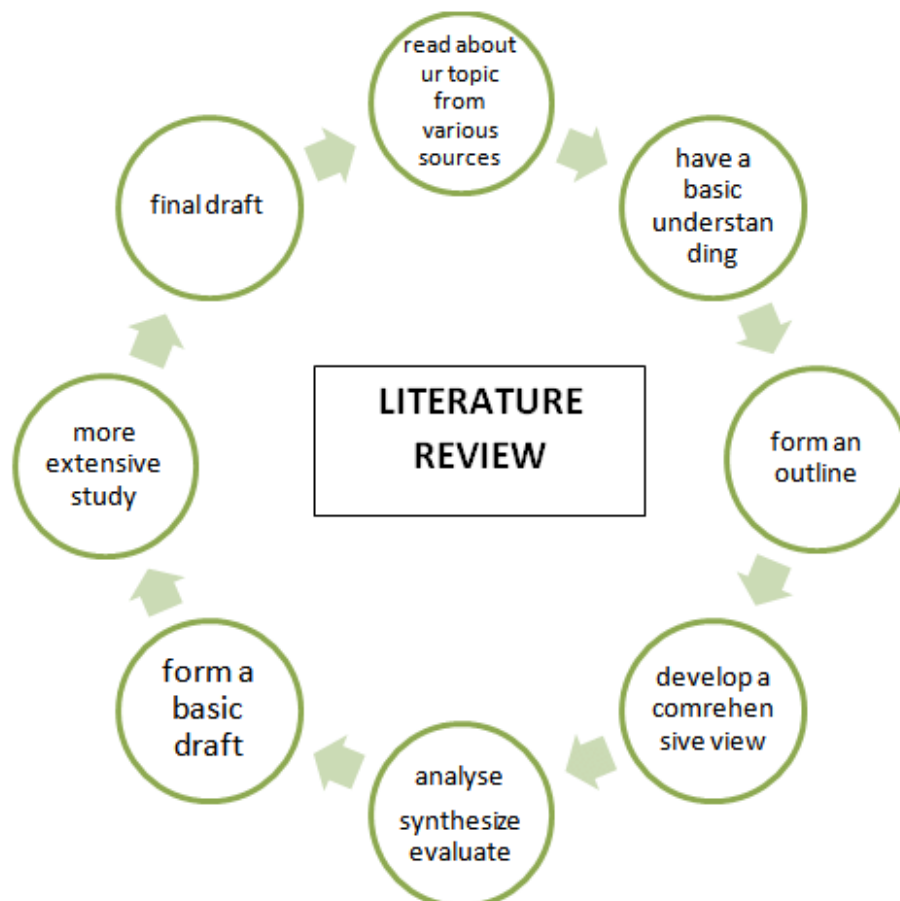 read about
ur topic
from
various
sources
have a
basic
understan
ding
form an
outline
develop a
comrehen
sive view
analyse
synthesize
evaluate
form a
basic
draft
more
extensive
study
final draft
LITERATURE
REVIEW